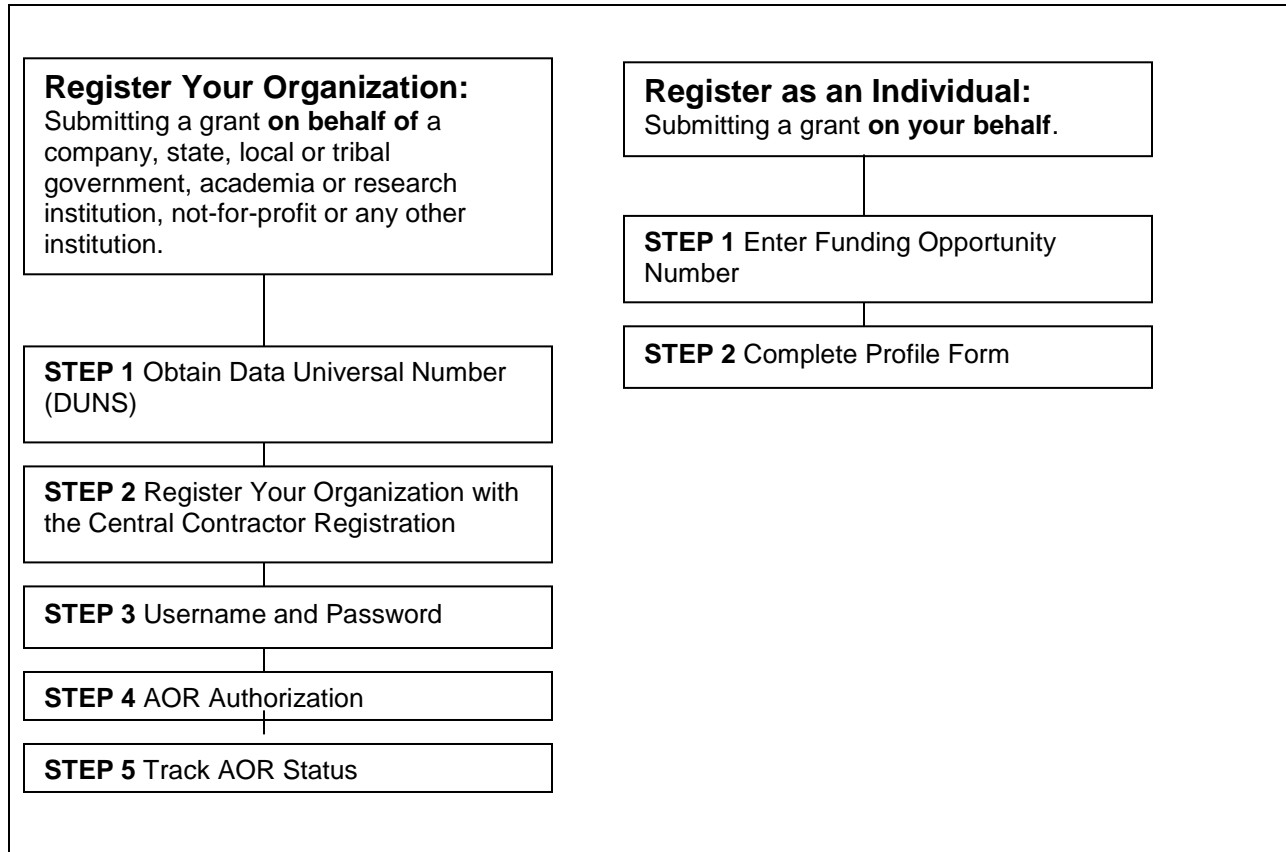 Register Your Organization:
Submitting a grant on behalf of a
company, state, local or tribal
government, academia or research
institution, not-for-profit or any other
institution.
STEP 1 Obtain Data Universal Number
(DUNS)
STEP 2 Register Your Organization with
the Central Contractor Registration
STEP 3 Username and Password
STEP 4 AOR Authorization
STEP 5 Track AOR Status
Register as an Individual:
Submitting a grant on your behalf.
STEP 1 Enter Funding Opportunity
Number
STEP 2 Complete Profile Form